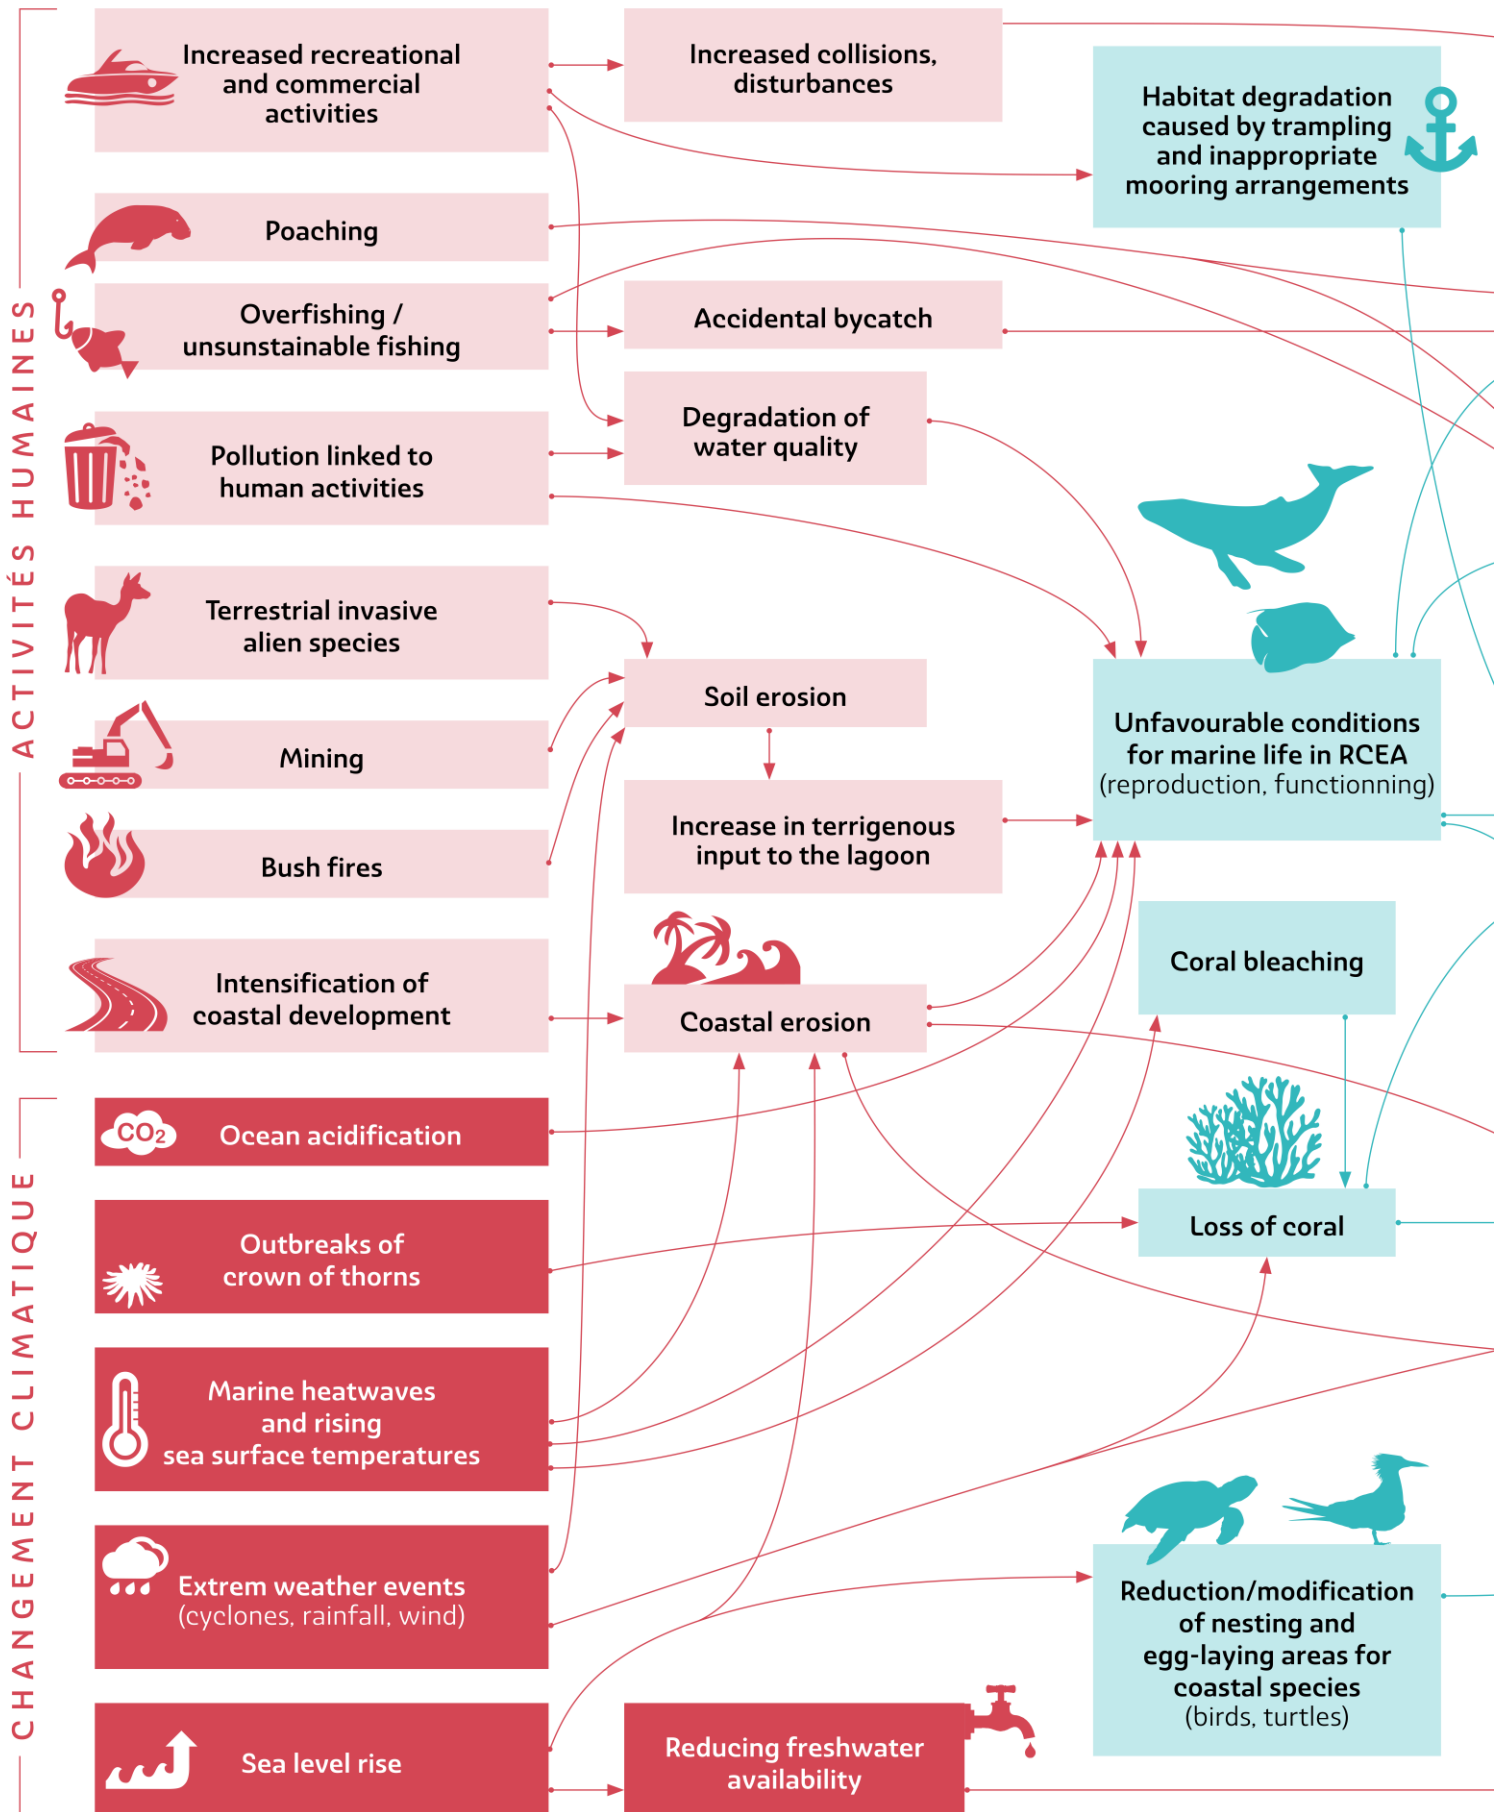 ACTIVITÉS HUMAINES
Increased recreational
and commercial
activities
Increased collisions,
disturbances
Habitat degradation
caused by trampling
and inappropriate
mooring arrangements
Poaching
Overfishing /
unsunstainable fishing
Accidental bycatch
Degradation of
water quality
Pollution linked to
human activities
Terrestrial invasive
alien species
Soil erosion
Mining
Unfavourable conditions
for marine life in RCEA
(reproduction, functionning)
Increase in terrigenous
input to the lagoon
Bush fires
Coral bleaching
Intensification of
coastal development
Coastal erosion
CHANGEMENT CLIMATIQUE
CO2
Ocean acidification
Outbreaks of
crown of thorns
Loss of coral
Marine heatwaves
and rising
sea surface temperatures
Extrem weather events
(cyclones, rainfall, wind)
Reduction/modification
of nesting and
egg-laying areas for
coastal species
(birds, turtles)
Sea level rise
Reducing freshwater
availability